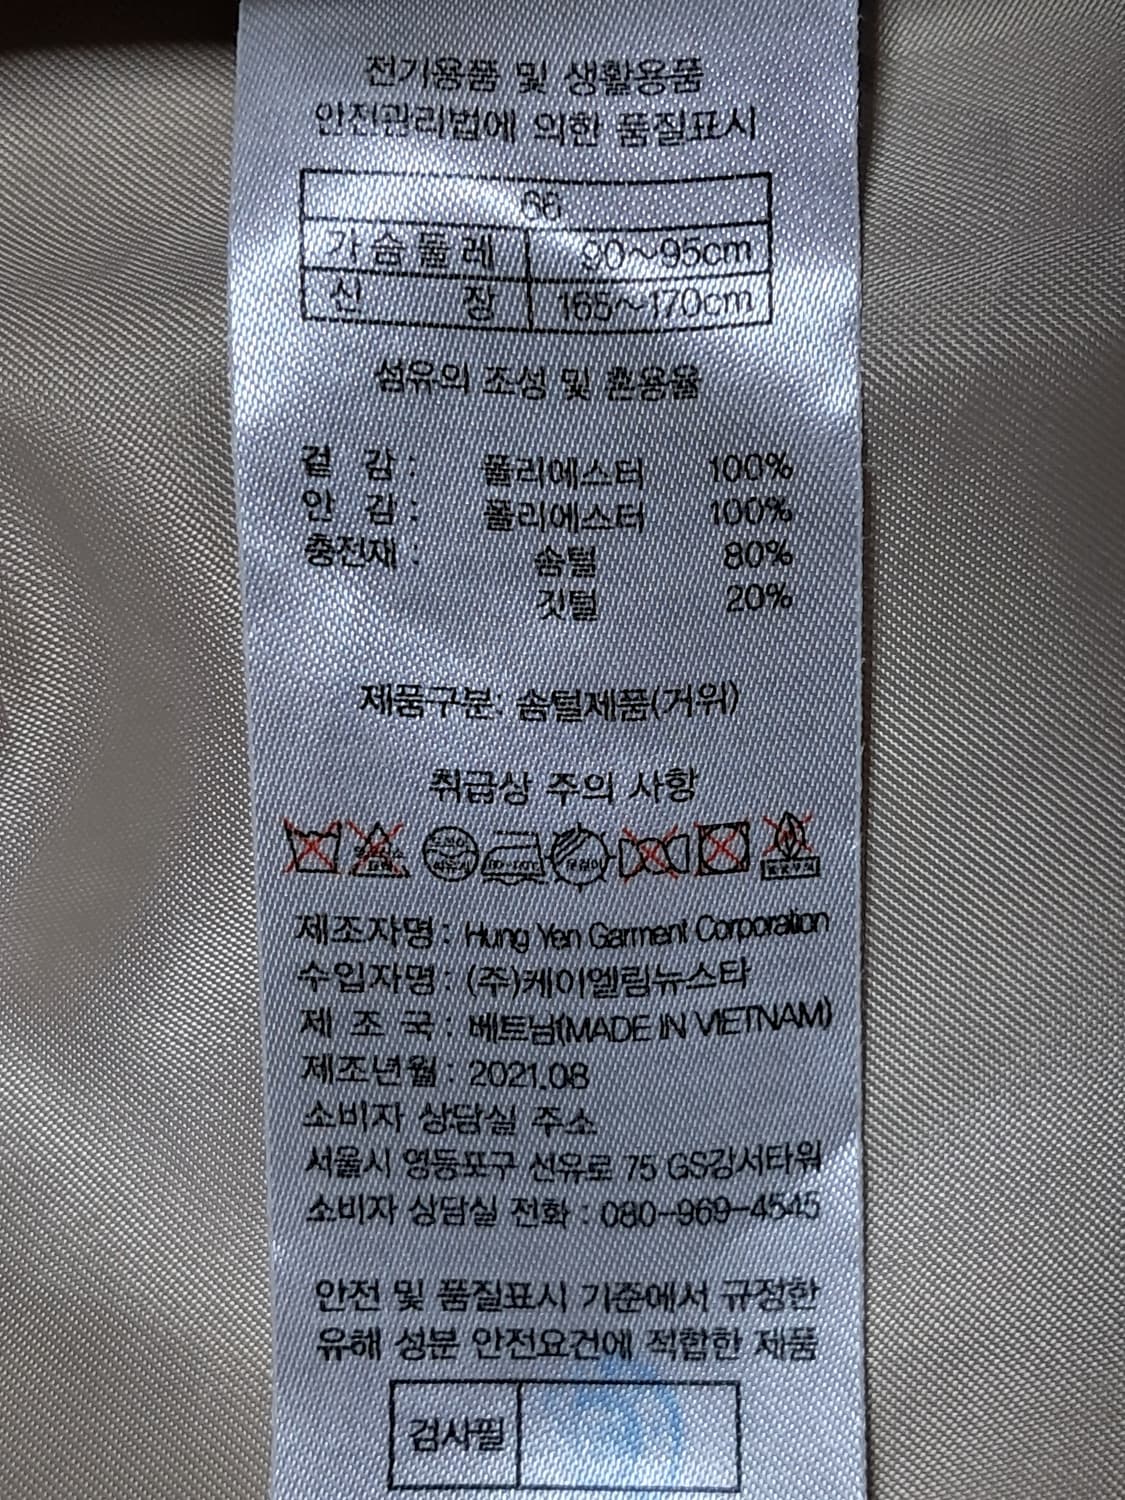 전기용품 및 생활용품
안전관리법에 의한 품질표시
66
가슴둘레 90~95cm
신 장 165~170cm
섬유의 조성 및 혼용율
겉 감 : 폴리에스터 100%
안 감 : 폴리에스터 100%
충전재 : 솜털 80%
깃털 20%
제품구분: 솜털제품(거위)
취급상 주의 사항
제조자명 : Hung Yen Garment Corporation
수입자명 : (주)케이엘림뉴스타
제 조 국 : 베트남(MADE IN VIETNAM)
제조년월 : 2021.08
소비자 상담실 주소
서울시 영등포구 선유로 75 GS강서타워
소비자 상담실 전화 : 080-969-4545
안전 및 품질표시 기준에서 규정한
유해 성분 안전요건에 적합한 제품
검사필